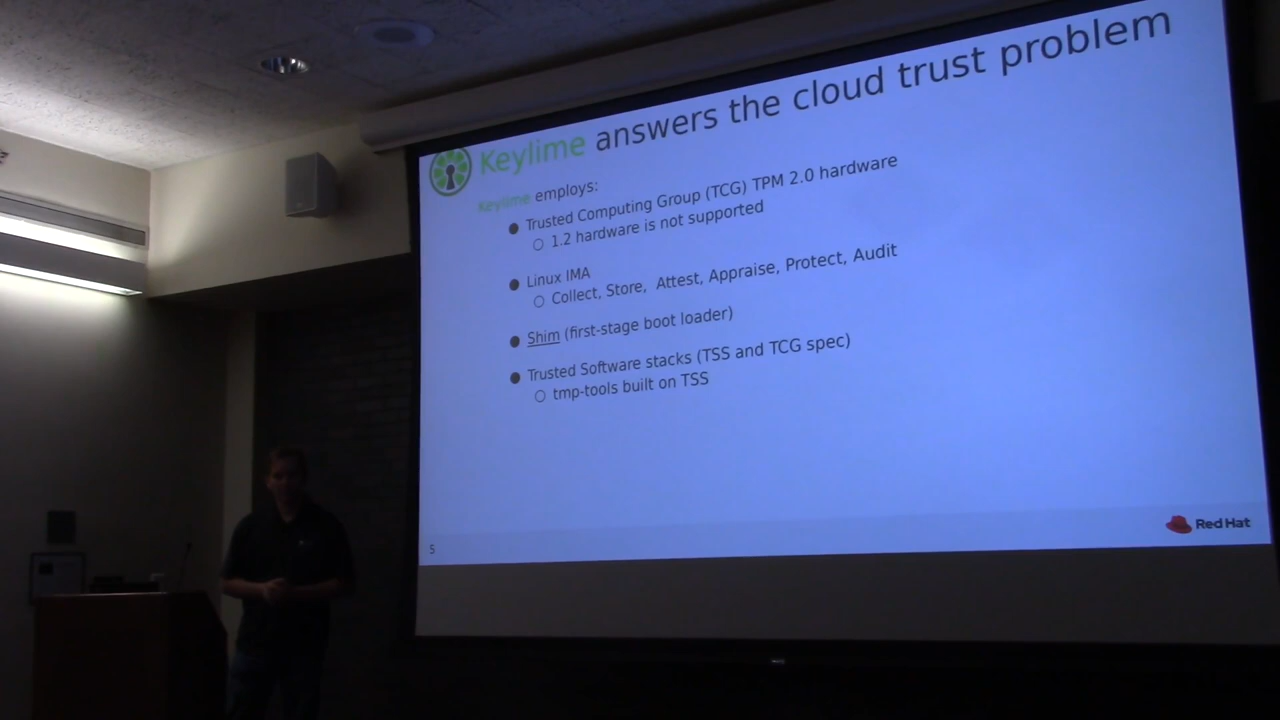 Keylime answers the cloud trust problem
Keylime employs:
● Trusted Computing Group (TCG) TPM 2.0 hardware
○ 1.2 hardware is not supported
● Linux IMA
○ Collect, Store, Attest, Appraise, Protect, Audit
● Shim (first-stage boot loader)
● Trusted Software stacks (TSS and TCG spec)
○ tmp-tools built on TSS
5
Red Hat